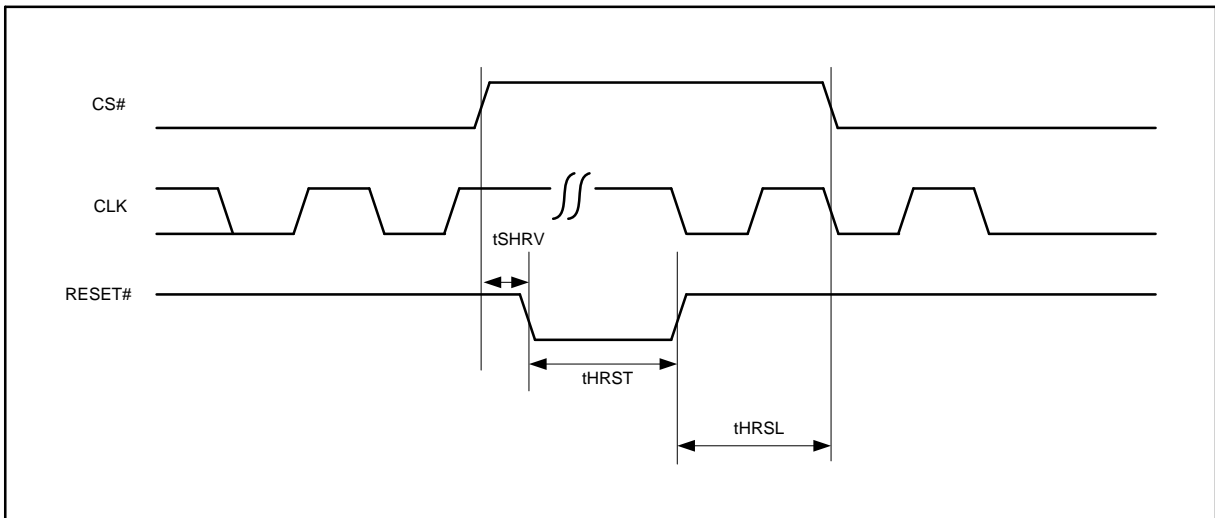 CS#
CLK
tSHRV
RESET#
tHRST
tHRSL